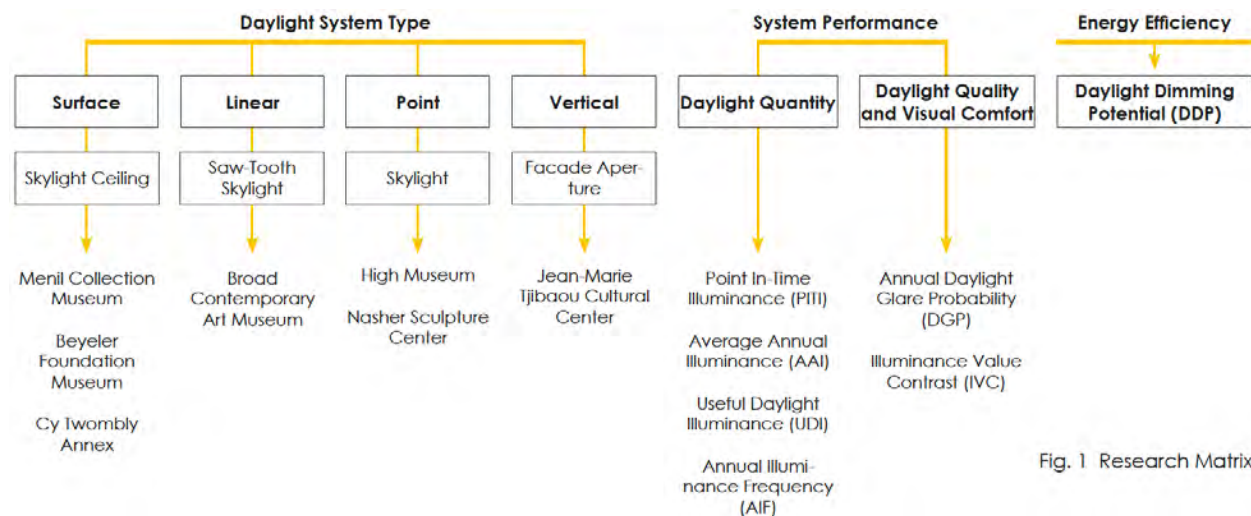 Daylight System Type
System Performance
Energy Efficiency
Surface
Linear
Point
Vertical
Daylight Quantity
Daylight Quality
and Visual Comfort
Daylight Dimming
Potential (DDP)
Skylight Ceiling
Saw-Tooth
Skylight
Skylight
Facade Aper-
ture
Menil Collection
Museum
Beyeler
Foundation
Museum
Cy Twombly
Annex
Broad
Contemporary
Art Museum
High Museum
Nasher Sculpture
Center
Jean-Marie
Tjibaou Cultural
Center
Point In-Time
Illuminance (PITI)
Average Annual
Illuminance (AAI)
Useful Daylight
Illuminance (UDI)
Annual Illumi-
nance Frequency
(AIF)
Annual Daylight
Glare Probability
(DGP)
Illuminance Value
Contrast (IVC)
Fig. 1 Research Matrix